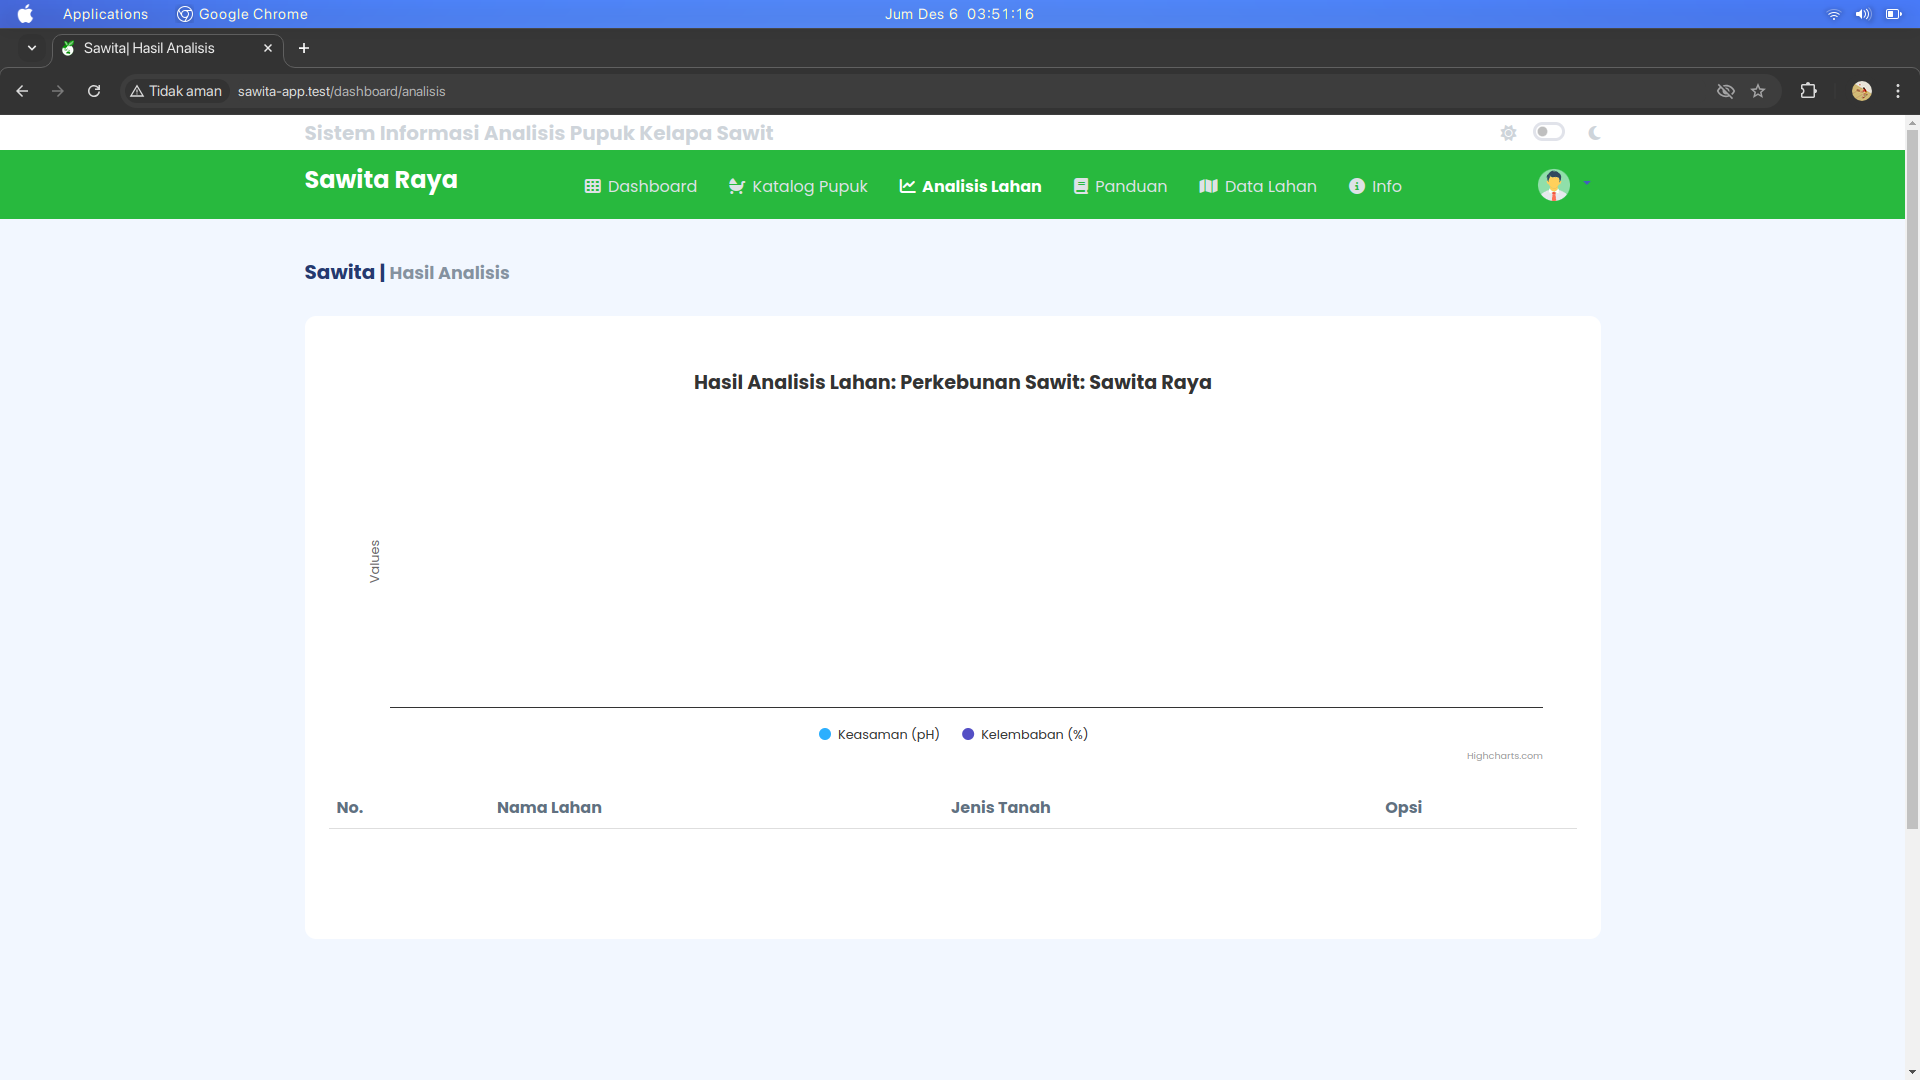 Applications Google Chrome Jum Des 6 03:51:16
Sawita| Hasil Analisis
Tidak aman sawita-app.test/dashboard/analisis
Sistem Informasi Analisis Pupuk Kelapa Sawit
Sawita Raya Dashboard Katalog Pupuk Analisis Lahan Panduan Data Lahan Info
Sawita | Hasil Analisis
Hasil Analisis Lahan: Perkebunan Sawit: Sawita Raya
Values
Keasaman (pH) Kelembaban (%)
Highcharts.com
No. Nama Lahan Jenis Tanah Opsi